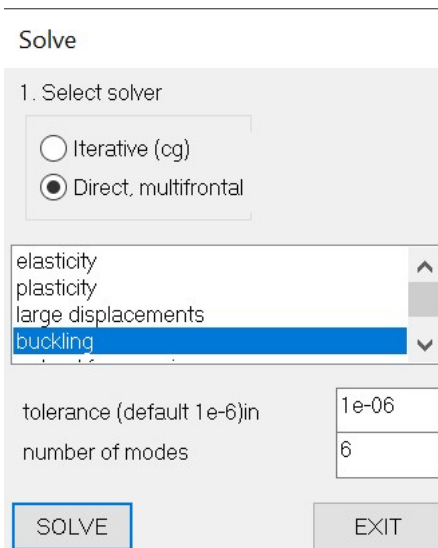 Solve
1. Select solver
Iterative (cg)
Direct, multifrontal
elasticity
plasticity
large displacements
buckling
tolerance (default 1e-6)in
1e-06
number of modes
6
SOLVE
EXIT